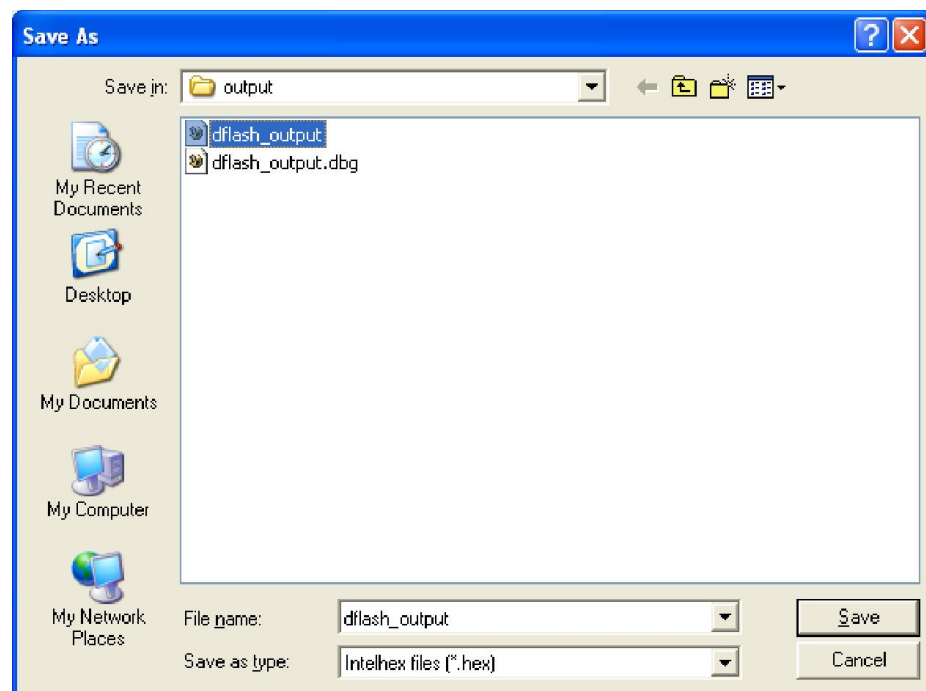 Save As
Save in:
output
dflash_output
dflash_output.dbg
My Recent
Documents
Desktop
My Documents
My Computer
My Network
Places
File name:
dflash_output
Save
Save as type:
Intelhex files (*.hex)
Cancel